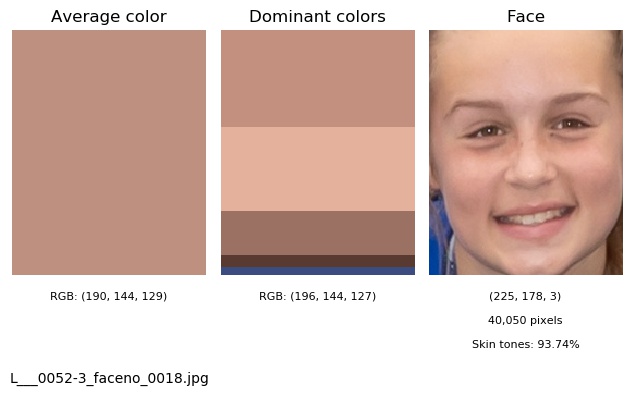 Average color
Dominant colors
Face
RGB: (190, 144, 129)
RGB: (196, 144, 127)
(225, 178, 3)
40,050 pixels
Skin tones: 93.74%
L___0052-3_faceno_0018.jpg